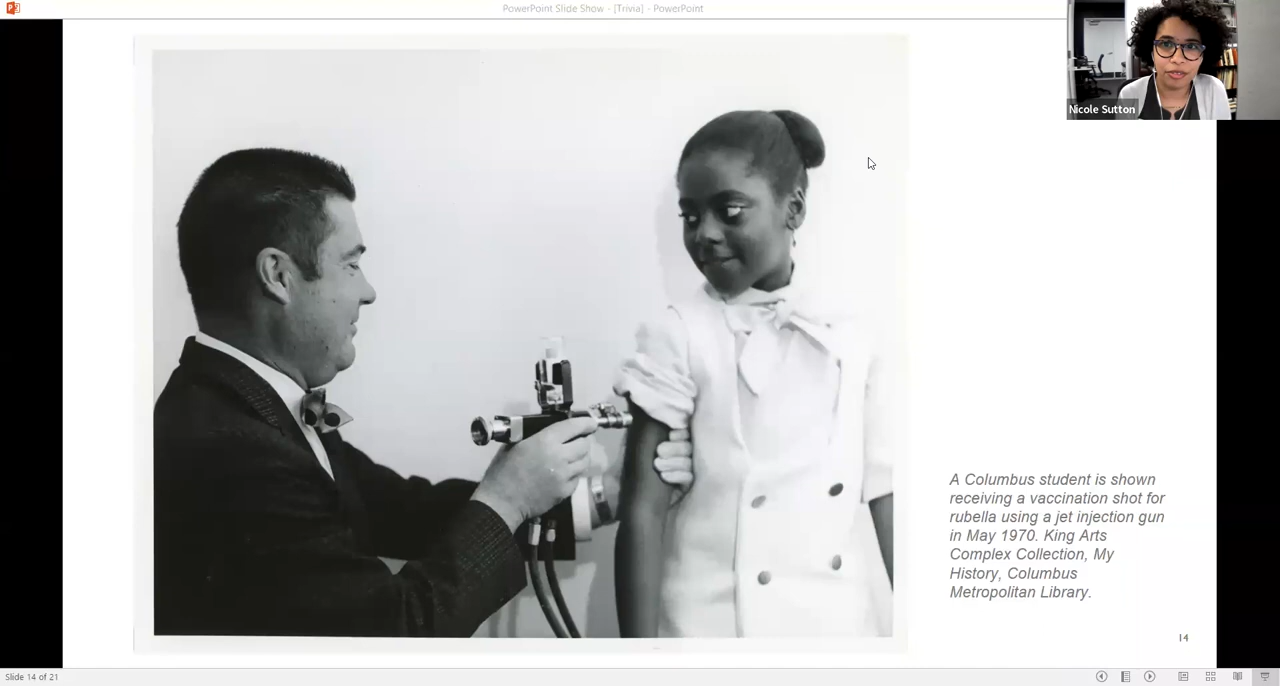 PowerPoint Slide Show - [Trivia] - PowerPoint
Nicole Sutton
A Columbus student is shown
receiving a vaccination shot for
rubella using a jet injection gun
in May 1970. King Arts
Complex Collection, My
History, Columbus
Metropolitan Library.
14
Slide 14 of 21